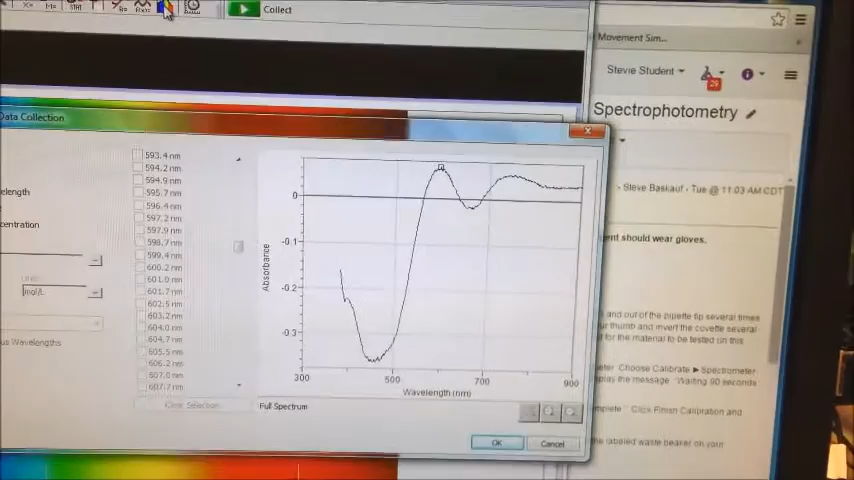 Collect
Movement Sim...
Stevie Student
29
Spectrophotometry
Data Collection
- Steve Baskauf - Tue @ 11:03 AM CDT
593.4 nm
594.2 nm
594.9 nm
595.7 nm
596.4 nm
597.2 nm
597.9 nm
598.7 nm
599.4 nm
600.2 nm
601.0 nm
601.7 nm
602.5 nm
603.2 nm
604.0 nm
604.7 nm
605.5 nm
606.2 nm
607.0 nm
607.7 nm
elength
centration
mol/L
us Wavelengths
Clear Selection
Absorbance
0
-0.1
-0.2
-0.3
300
500
700
900
Wavelength (nm)
Full Spectrum
OK
Cancel
gent should wear gloves.
and out of the pipette tip several times
ur thumb and invert the cuvette several
for the material to be tested on this
eter Choose Calibrate ► Spectrometer
play the message "Waiting 90 seconds
mplete." Click Finish Calibration and
he labeled waste beaker on your